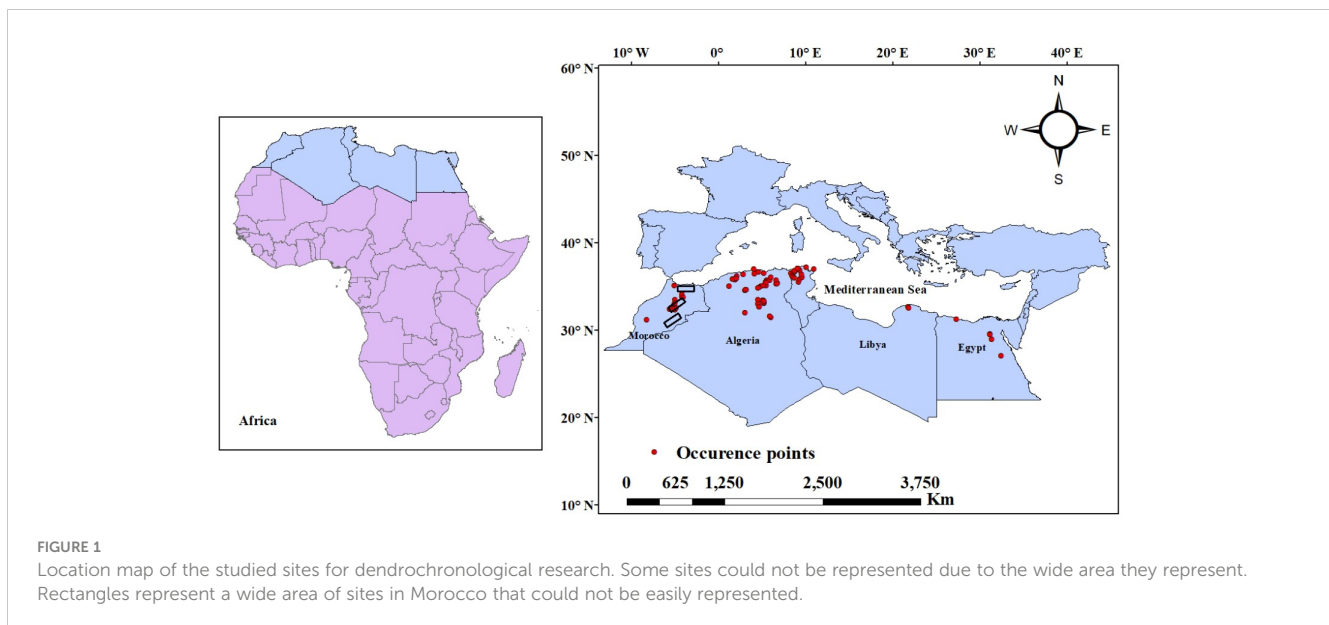 10° W 0° 10° E 20° E 30° E 40° E
60° N
50° N
40° N
30° N
20° N
10° N
N
W E
S
Mediterranean Sea
Morocco
Algeria
Libya
Egypt
Africa
Occurence points
0 625 1,250 2,500 3,750
Km
FIGURE 1
Location map of the studied sites for dendrochronological research. Some sites could not be represented due to the wide area they represent.
Rectangles represent a wide area of sites in Morocco that could not be easily represented.